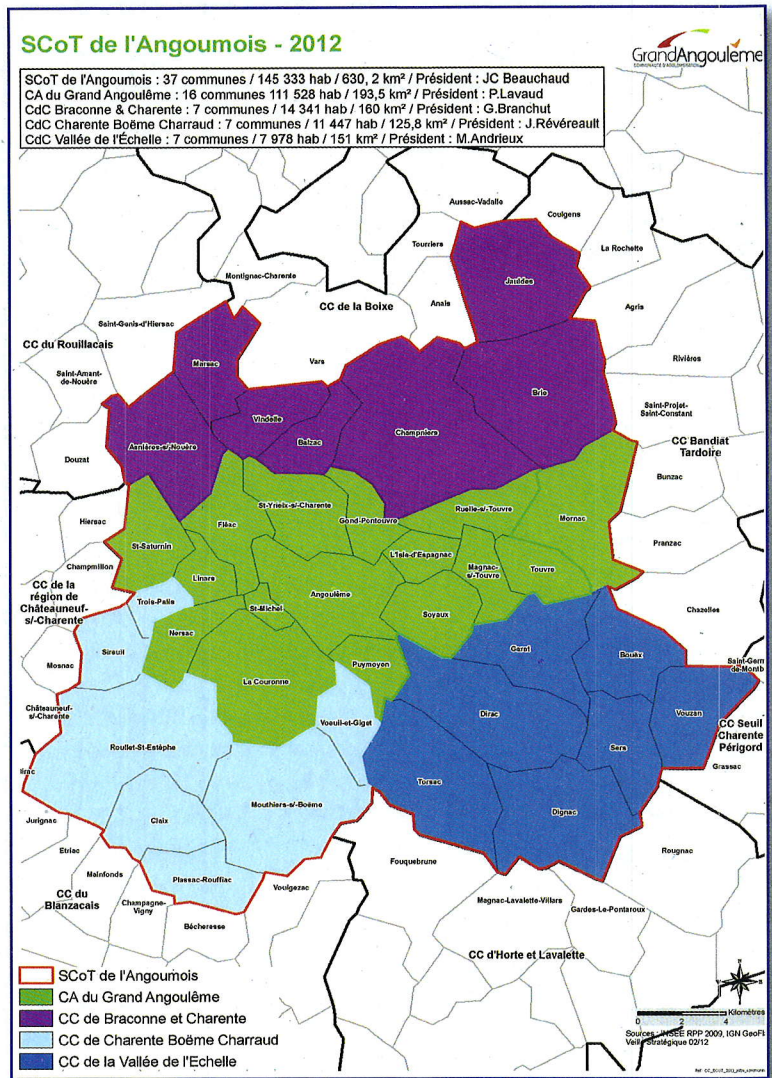 SCoT de l'Angoumois - 2012
GrandAngoulême
COMMUNAUTÉ D'AGGLOMÉRATION
SCoT de l'Angoumois : 37 communes / 145 333 hab / 630, 2 km² / Président : JC Beauchaud
CA du Grand Angoulême : 16 communes 111 528 hab / 193,5 km² / Président : P.Lavaud
CdC Braconne & Charente : 7 communes / 14 341 hab / 160 km² / Président : G.Branchut
CdC Charente Boëme Charraud : 7 communes / 11 447 hab / 125,8 km² / Président : J.Révéreault
CdC Vallée de l'Échelle : 7 communes / 7 978 hab / 151 km² / Président : M.Andrieux
Aussac-Vadalle
Coulgens
Tourriers
La Rochette
Montignac-Charente
Jauldes
CC de la Boixe
Anais
Agris
Saint-Genis-d'Hiersac
CC du Rouillacais
Vars
Rivières
Marsac
Saint-Amant-
de-Nouère
Brie
Saint-Projet-
Saint-Constant
Vindelle
Champniers
Asnières-s/-Nouère
Balzac
CC Bandiat
Tardoire
Douzat
Bunzac
St-Yrieix-s/-Charente
Ruelle-s/-Touvre
Hiersac
Fléac
Gond-Pontouvre
Mornac
St-Saturnin
Pranzac
L'Isle-d'Espagnac
Champmillon
Magnac-
s/-Touvre
Touvre
Linars
CC de la
région de
Châteauneuf-
s/-Charente
Angoulême
Trois-Palis
St-Michel
Soyaux
Chazelles
Nersac
Garat
Sireuil
Bouëx
Mosnac
Puymoyen
Saint-Germ
de-Montb
La Couronne
Châteauneuf-
s/-Charente
Voeuil-et-Giget
Dirac
Vouzan
CC Seuil
Charente
Périgord
Roullet-St-Estèphe
Sers
Grassac
Torsac
Mouthiers-s/-Boëme
Dignac
Claix
Jurignac
Rougnac
Etriac
Fouquebrune
Mainfonds
Plassac-Rouffiac
Voulgezac
CC du
Blanzacais
Champagne-
Vigny
Magnac-Lavalette-Villars
Gardes-Le-Pontaroux
Bécheresse
CC d'Horte et Lavalette
SCoT de l'Angoumois
CA du Grand Angoulême
CC de Braconne et Charente
CC de Charente Boëme Charraud
CC de la Vallée de l'Echelle
N
Kilomètres
0 2 4
Sources : INSEE RPP 2009, IGN GeoFla
Veille Stratégique 02/12